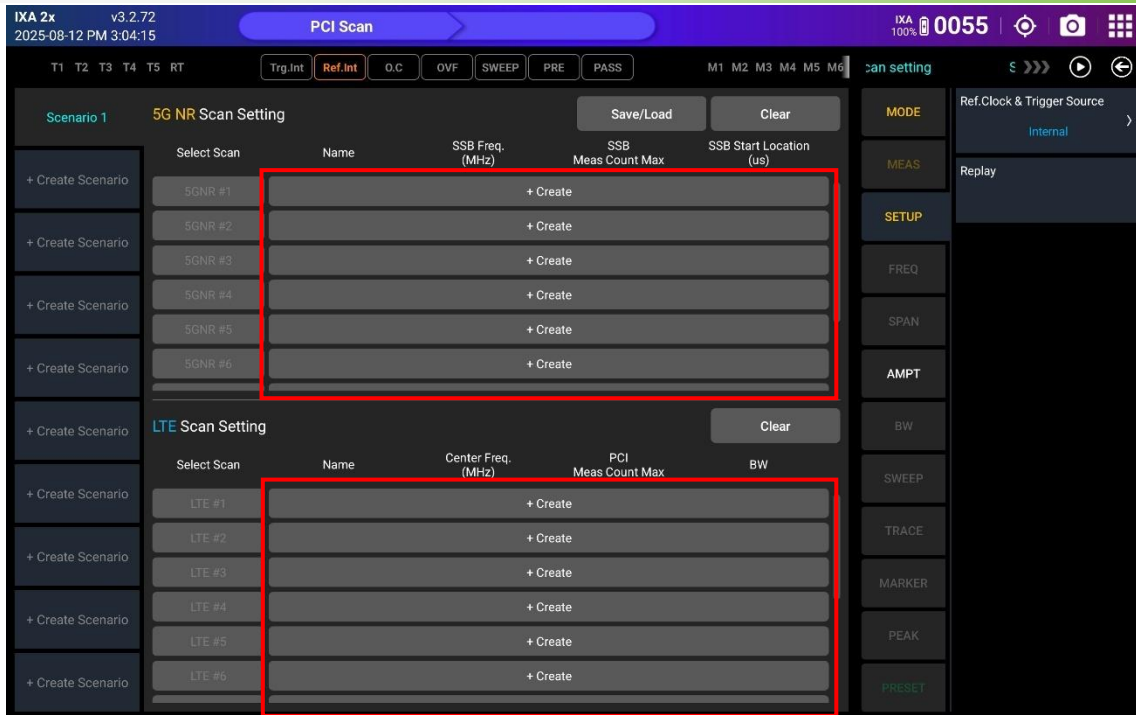 IXA 2x v3.2.72
2025-08-12 PM 3:04:15
PCI Scan
IXA
100%
0055
T1 T2 T3 T4 T5 RT
Trg.Int Ref.Int O.C OVF SWEEP PRE PASS
M1 M2 M3 M4 M5 M6
can setting
S
Scenario 1
+ Create Scenario
+ Create Scenario
+ Create Scenario
+ Create Scenario
+ Create Scenario
+ Create Scenario
+ Create Scenario
+ Create Scenario
+ Create Scenario
5G NR Scan Setting
Save/Load
Clear
Select Scan
Name
SSB Freq.
(MHz)
SSB
Meas Count Max
SSB Start Location
(us)
5GNR #1 + Create
5GNR #2 + Create
5GNR #3 + Create
5GNR #4 + Create
5GNR #5 + Create
5GNR #6 + Create
LTE Scan Setting
Clear
Select Scan
Name
Center Freq.
(MHz)
PCI
Meas Count Max
BW
LTE #1 + Create
LTE #2 + Create
LTE #3 + Create
LTE #4 + Create
LTE #5 + Create
LTE #6 + Create
MODE
MEAS
SETUP
FREQ
SPAN
AMPT
BW
SWEEP
TRACE
MARKER
PEAK
PRESET
Ref.Clock & Trigger Source
Internal
Replay